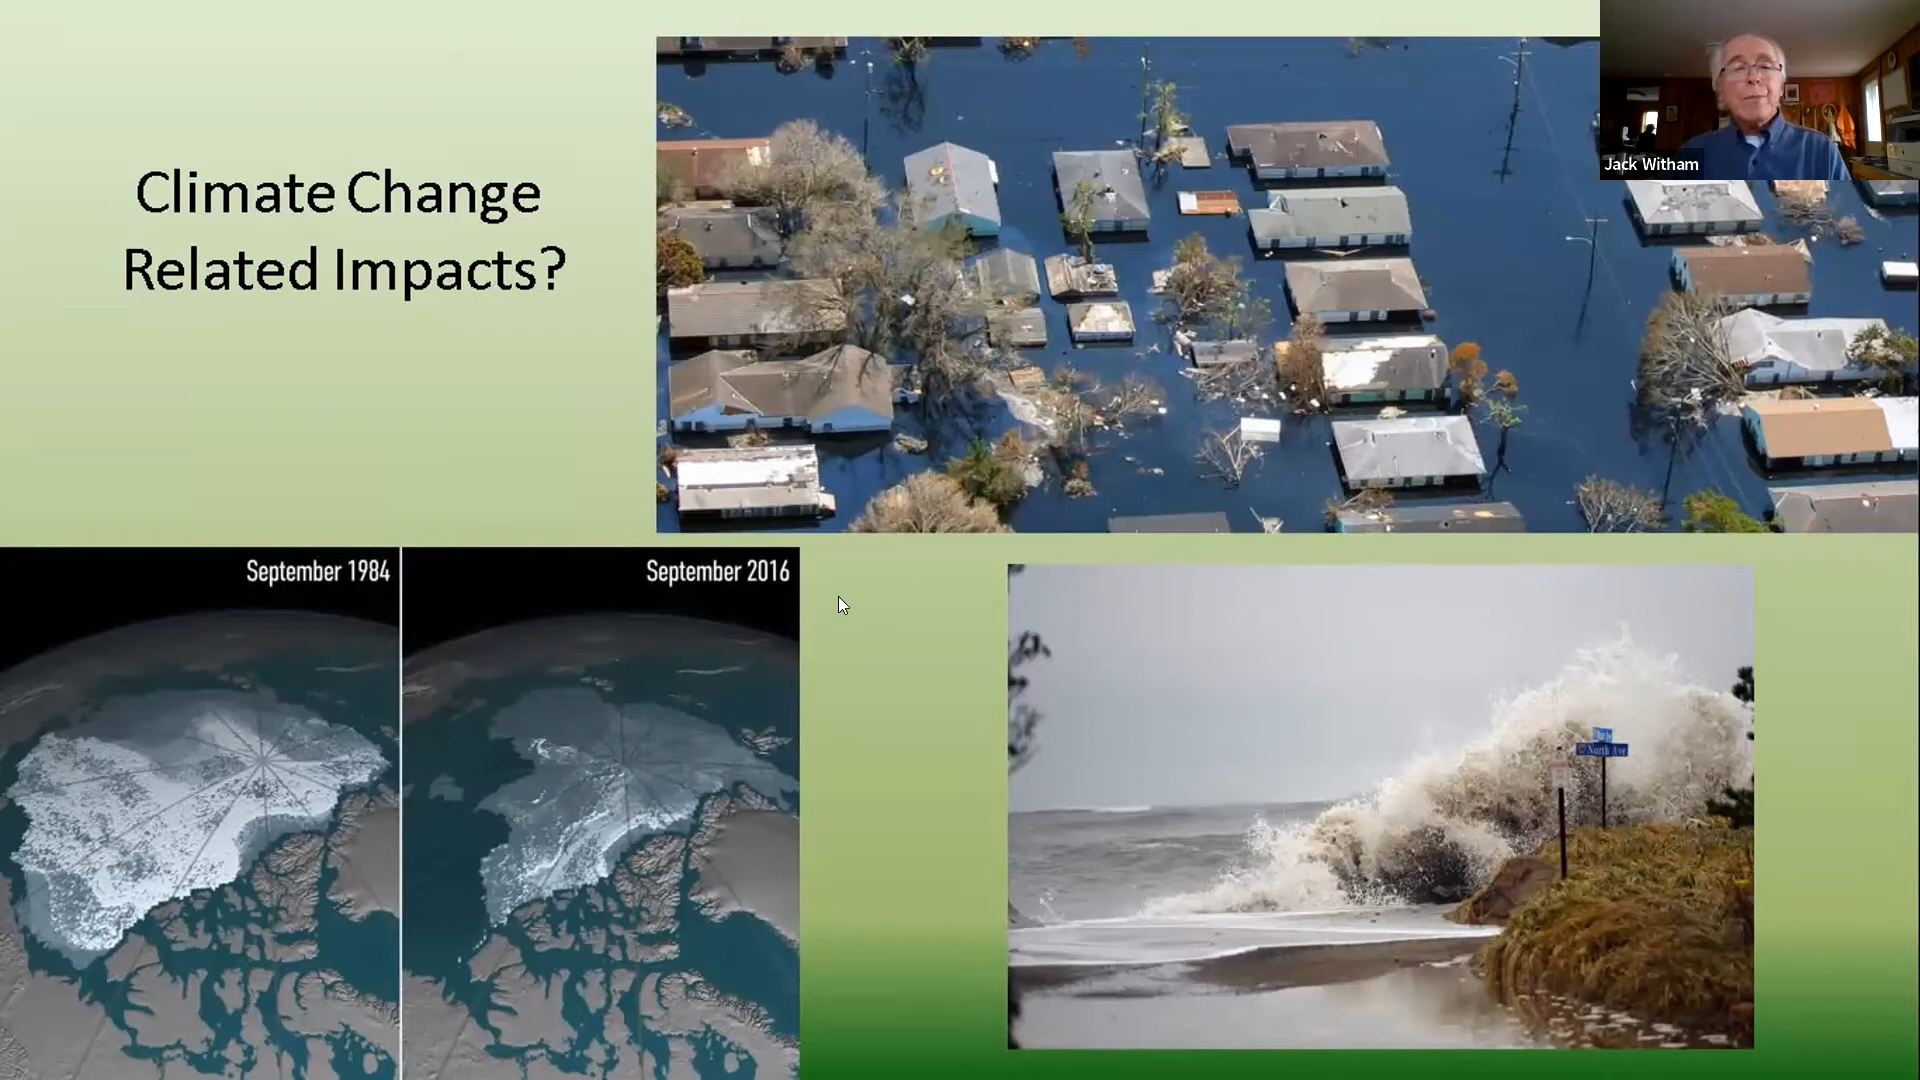 Climate Change
Related Impacts?
Jack Witham
September 1984
September 2016
North Ave